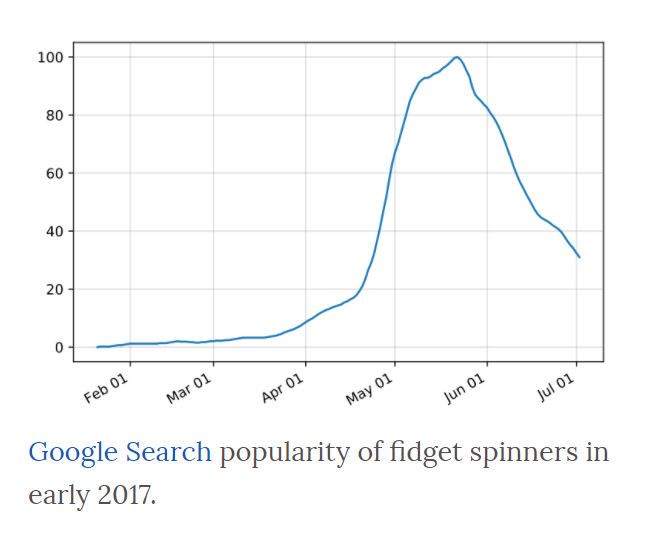 100
80
60
40
20
0
Feb 01
Mar 01
Apr 01
May 01
Jun 01
Jul 01
Google Search popularity of fidget spinners in
early 2017.